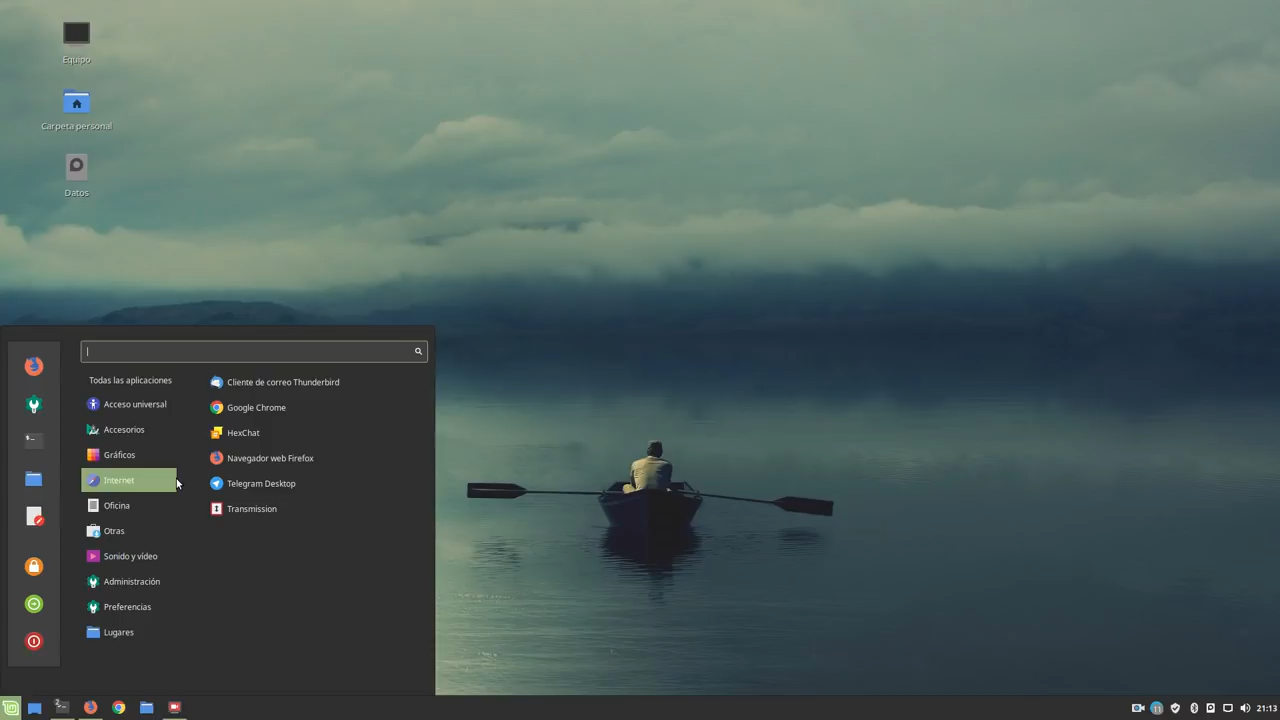 Equipo
Carpeta personal
Datos
Todas las aplicaciones
Acceso universal
Accesorios
Gráficos
Internet
Oficina
Otras
Sonido y vídeo
Administración
Preferencias
Lugares
Cliente de correo Thunderbird
Google Chrome
HexChat
Navegador web Firefox
Telegram Desktop
Transmission
21:13